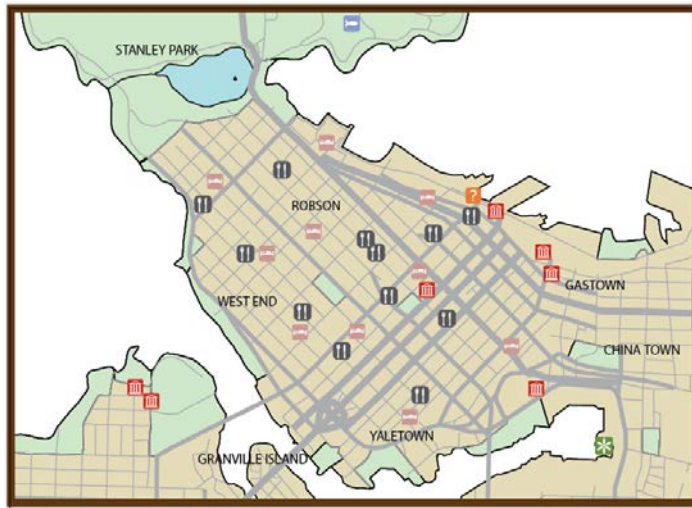 STANLEY PARK
?
ROBSON
GASTOWN
WEST END
CHINA TOWN
YALETOWN
GRANVILLE ISLAND